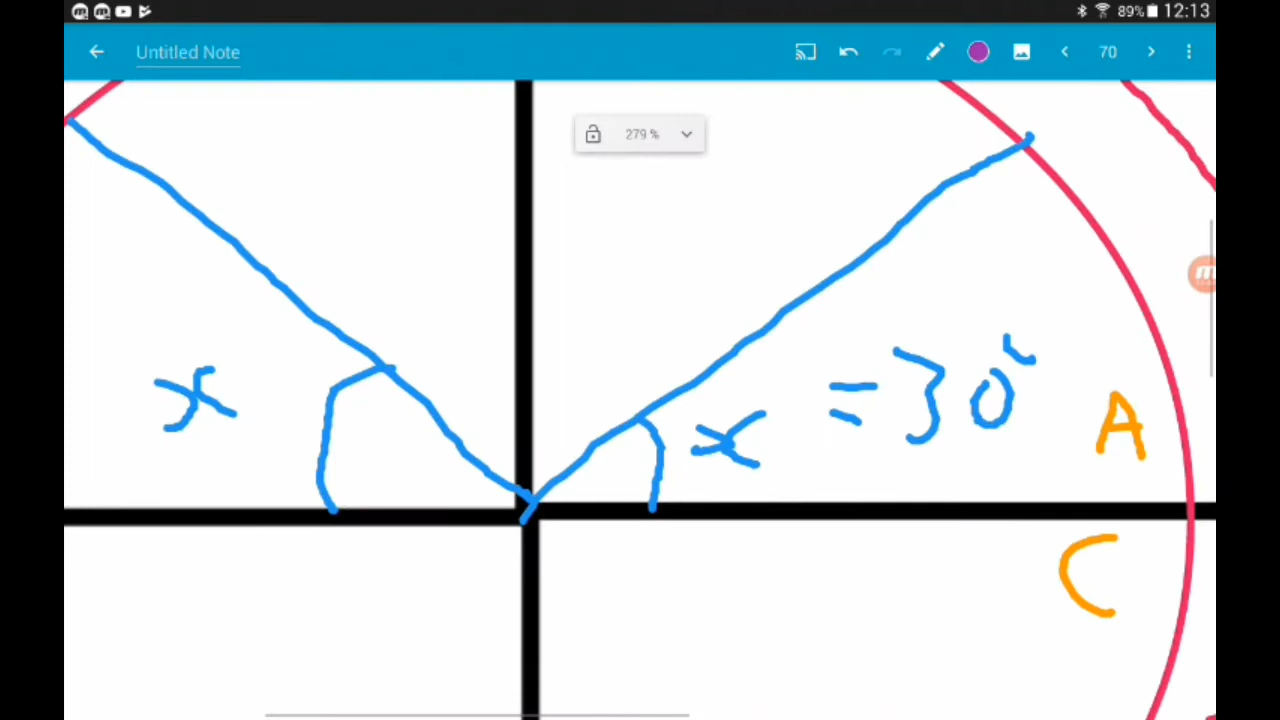 89% 12:13
Untitled Note
70
279 %
x
x = 30°
A
C